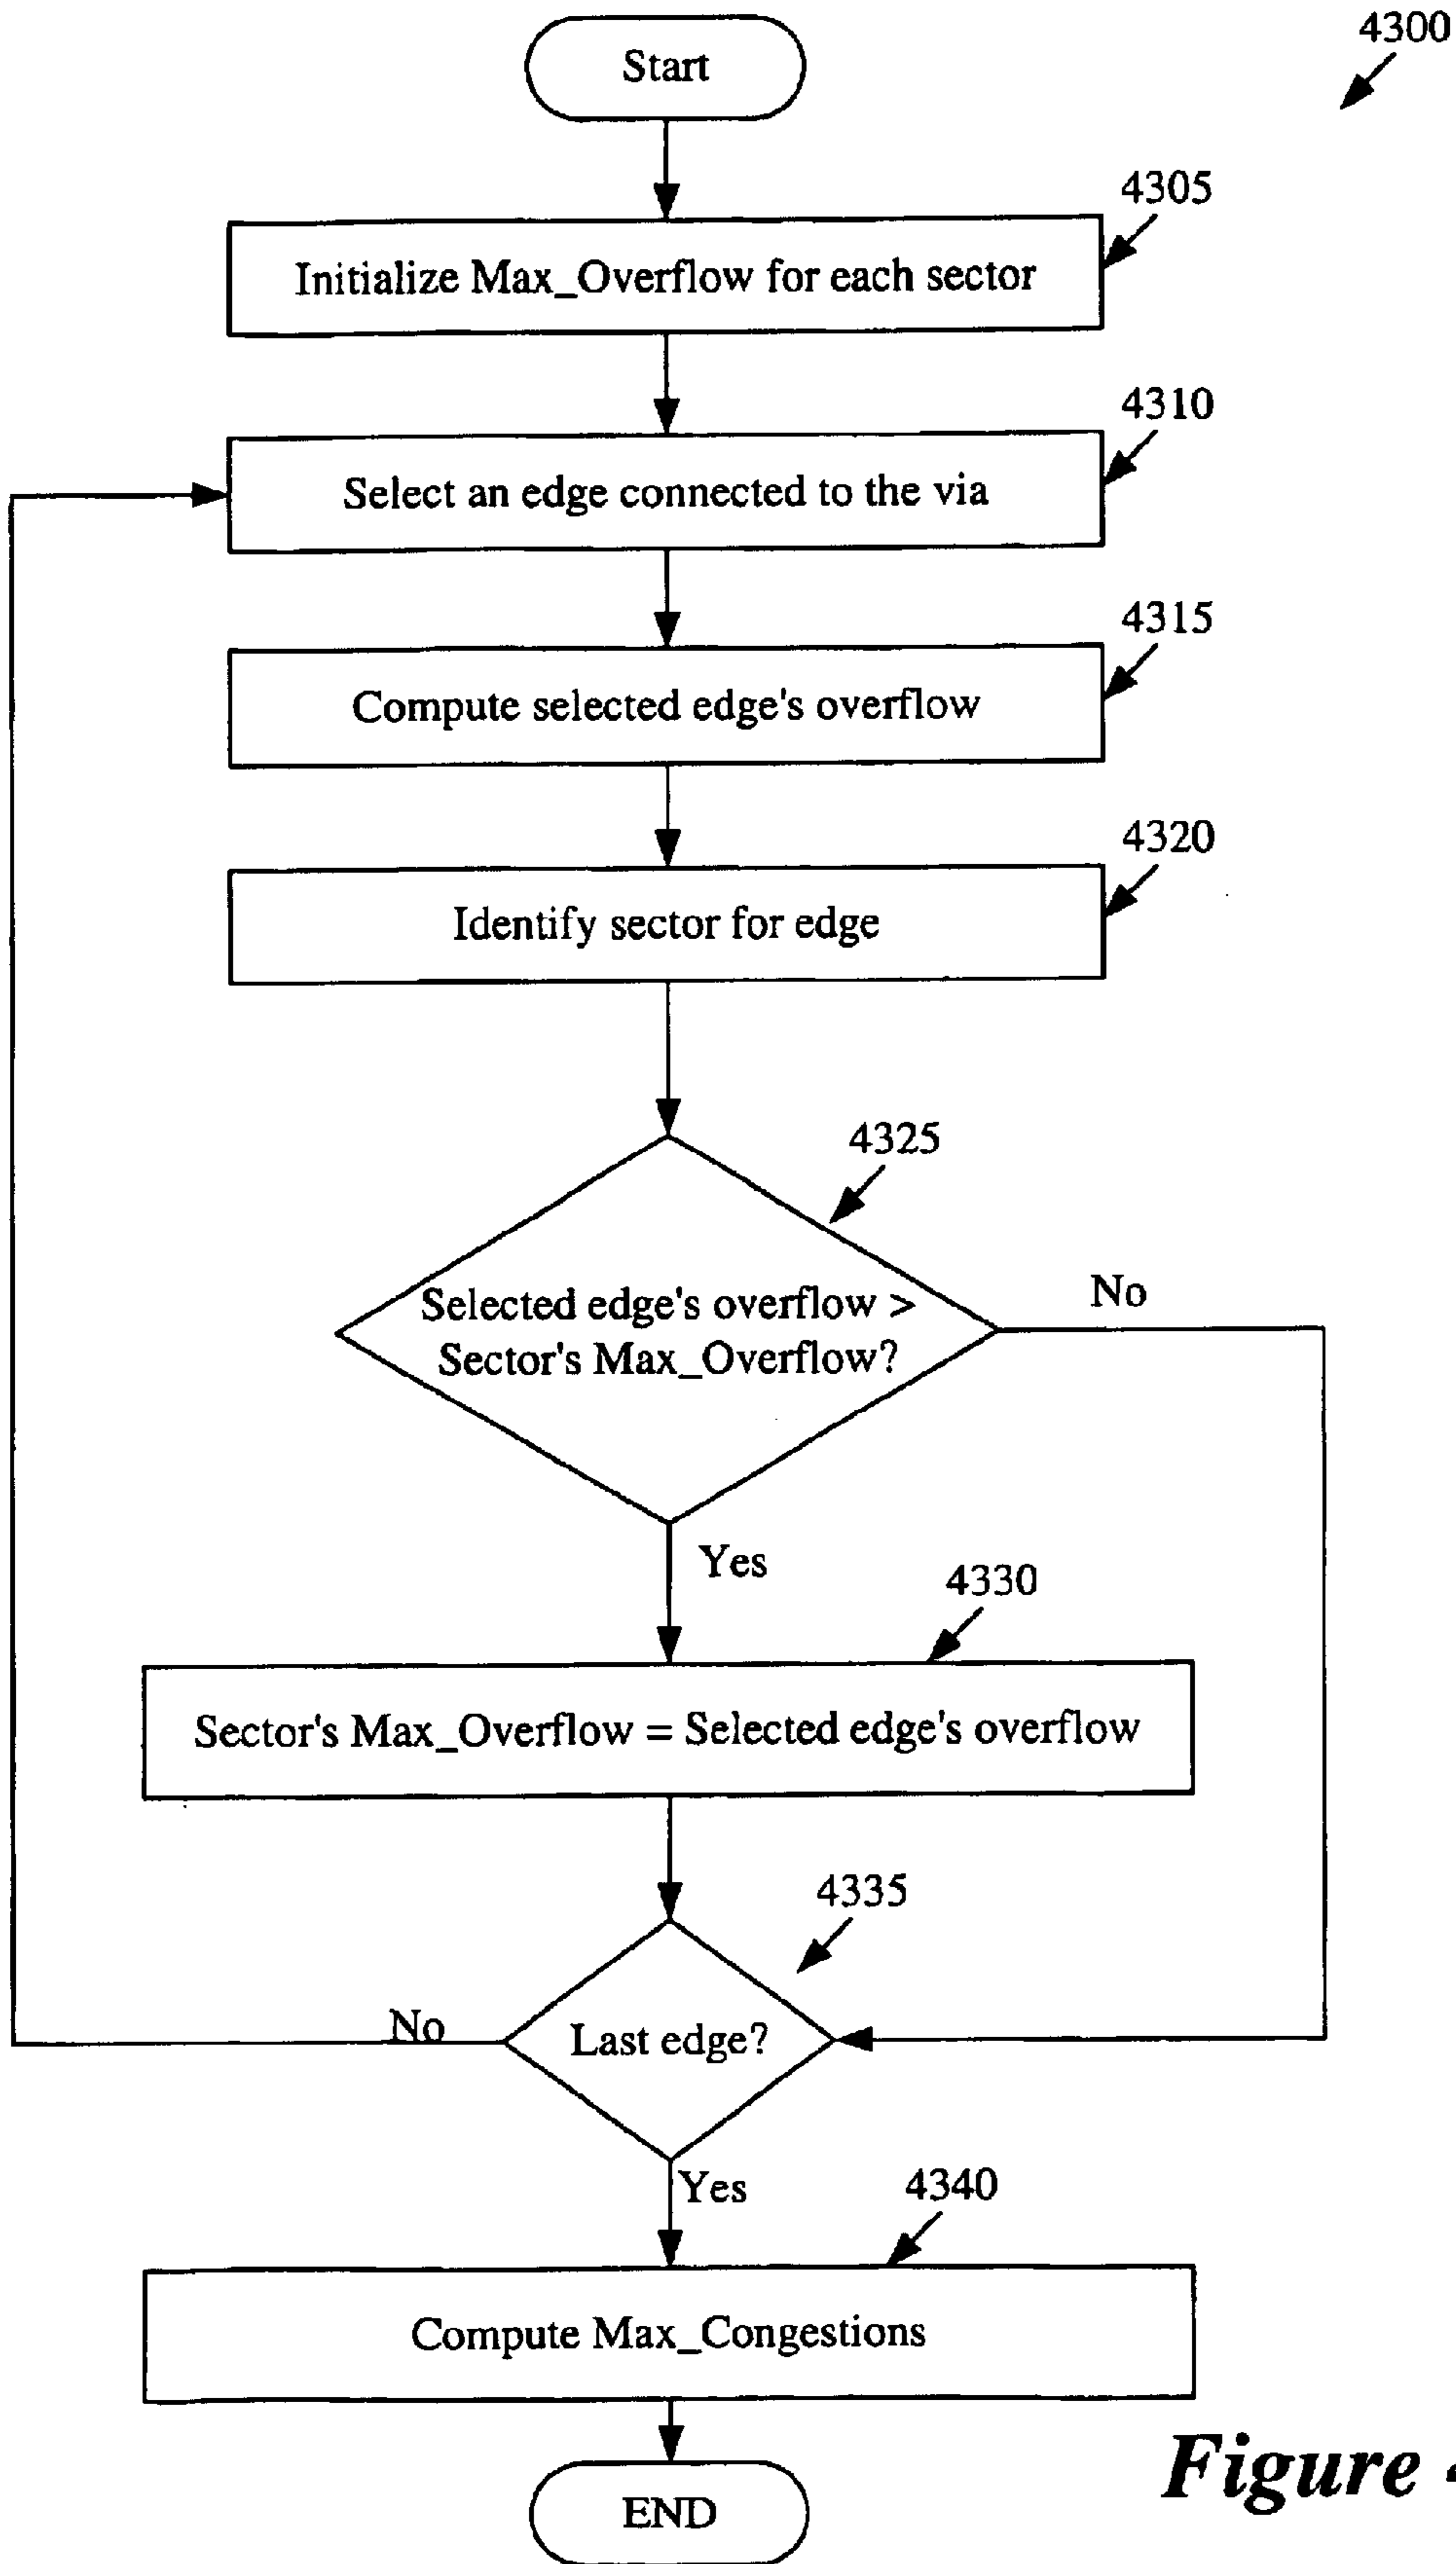 4300
Start
4305
Initialize Max_Overflow for each sector
4310
Select an edge connected to the via
4315
Compute selected edge's overflow
4320
Identify sector for edge
4325
Selected edge's overflow >
Sector's Max_Overflow?
No
Yes
4330
Sector's Max_Overflow = Selected edge's overflow
4335
No
Last edge?
Yes
4340
Compute Max_Congestions
END
Figure